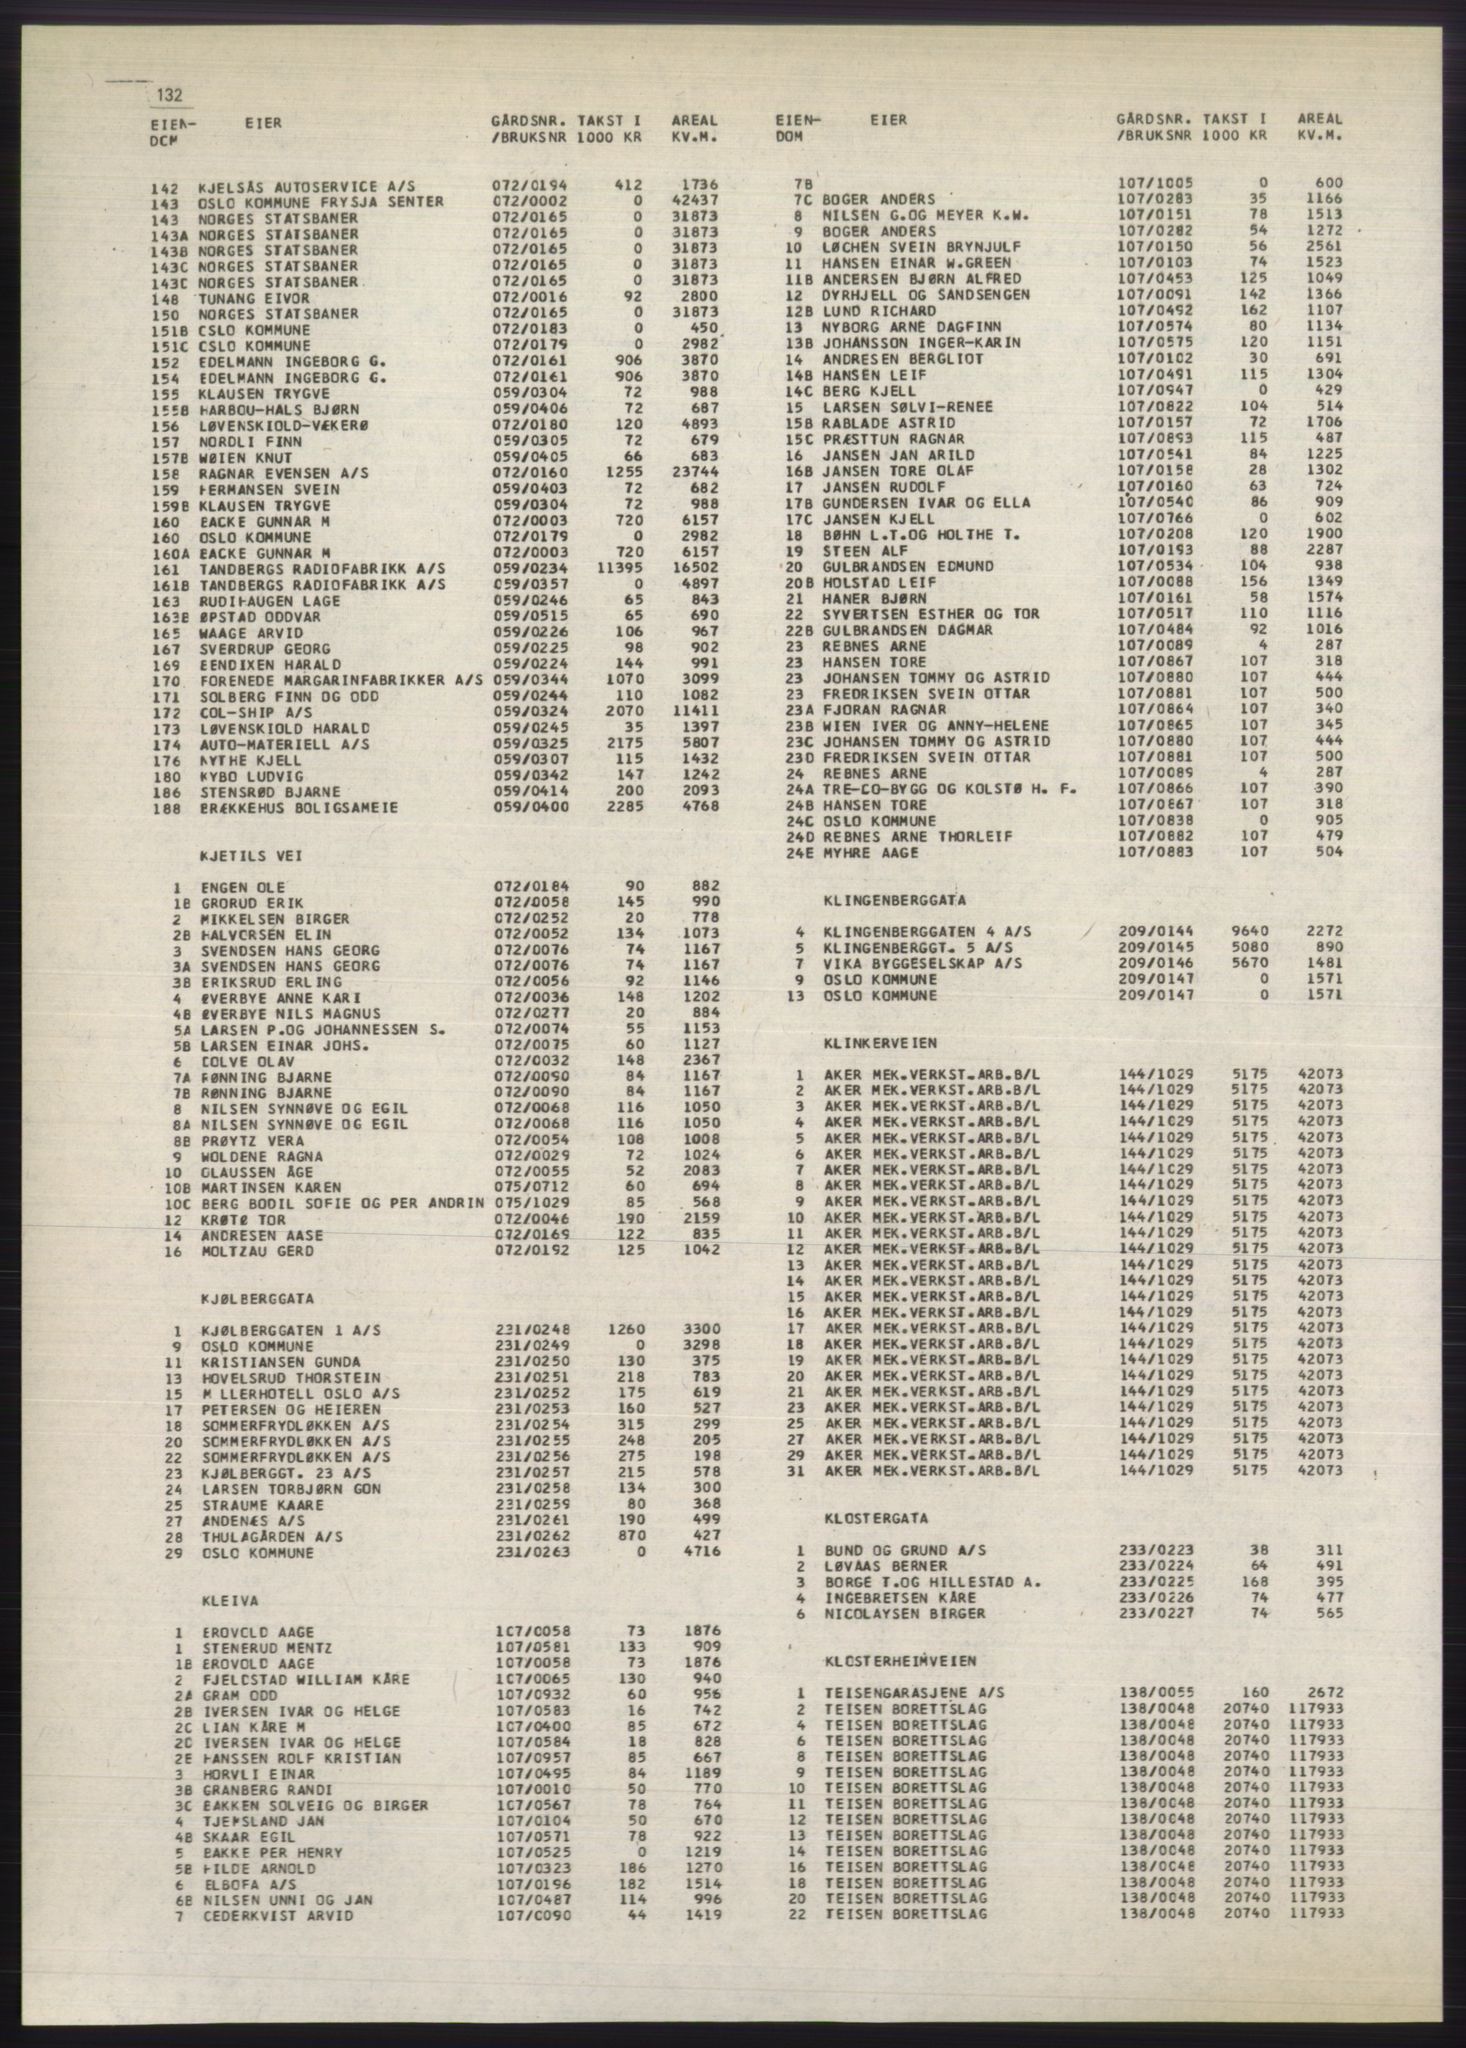 132
EIEN- EIER GÅRDSNR. TAKST I AREAL
DCM /BRUKSNR 1000 KR KV.M.
142 KJELSÅS AUTOSERVICE A/S 072/0194 412 1736
143 OSLO KOMMUNE FRYSJA SENTER 072/0002 0 42437
143 NORGES STATSBANER 072/0165 0 31873
143A NORGES STATSBANER 072/0165 0 31873
143B NORGES STATSBANER 072/0165 0 31873
143C NORGES STATSBANER 072/0165 0 31873
143C NORGES STATSBANER 072/0165 0 31873
148 TUNANG EIVOR 072/0016 92 2800
150 NORGES STATSBANER 072/0165 0 31873
151B CSLO KOMMUNE 072/0183 0 450
151C CSLO KOMMUNE 072/0179 0 2982
152 EDELMANN INGEBORG G. 072/0161 906 3870
154 EDELMANN INGEBORG G. 072/0161 906 3870
155 KLAUSEN TRYGVE 059/0304 72 988
155B HARBOU-HALS BJØRN 059/0406 72 687
156 LØVENSKIOLD-VÆKERØ 072/0180 120 4893
157 NORDLI FINN 059/0305 72 679
157B WØIEN KNUT 059/0405 66 683
158 RAGNAR EVENSEN A/S 072/0160 1255 23744
159 HERMANSEN SVEIN 059/0403 72 682
159B KLAUSEN TRYGVE 059/0304 72 988
160 BACKE GUNNAR M 072/0003 720 6157
160 OSLO KOMMUNE 072/0179 0 2982
160A BACKE GUNNAR M 072/0003 720 6157
161 TANDBERGS RADIOFABRIKK A/S 059/0234 11395 16502
161B TANDBERGS RADIOFABRIKK A/S 059/0357 0 4897
163 RUDIHAUGEN LAGE 059/0246 65 843
163B ØPSTAD ODDVAR 059/0515 65 690
165 WAAGE ARVID 059/0226 106 967
167 SVERDRUP GEORG 059/0225 98 902
169 BENDIXEN HARALD 059/0224 144 991
170 FORENEDE MARGARINFABRIKKER A/S 059/0344 1070 3099
171 SOLBERG FINN OG ODD 059/0244 110 1082
172 COL-SHIP A/S 059/0324 2070 11411
173 LØVENSKIOLD HARALD 059/0245 35 1397
174 AUTO-MATERIELL A/S 059/0325 2175 5807
176 NYTHE KJELL 059/0307 115 1432
180 KYBO LUDVIG 059/0342 147 1242
186 STENSRØD BJARNE 059/0414 200 2093
188 BREKKEHUS BOLIGSAMEIE 059/0400 2285 4768
KJETILS VEI
1 ENGEN OLE 072/0184 90 882
1B GRORUD ERIK 072/0058 145 990
2 MIKKELSEN BIRGER 072/0252 20 778
2B HALVORSEN ELIN 072/0052 134 1073
3 SVENDSEN HANS GEORG 072/0076 74 1167
3A SVENDSEN HANS GEORG 072/0076 74 1167
3B ERIKSRUD ERLING 072/0056 92 1146
4 ØVERBYE ANNE KARI 072/0036 148 1202
4B ØVERBYE NILS MAGNUS 072/0277 20 884
5A LARSEN P.OG JOHANNESSEN S. 072/0074 55 1153
5B LARSEN EINAR JOHS. 072/0075 60 1127
6 COLVE OLAV 072/0032 148 2367
7A RØNNING BJARNE 072/0090 84 1167
7B RØNNING BJARNE 072/0090 84 1167
8 NILSEN SYNNØVE OG EGIL 072/0068 116 1050
8A NILSEN SYNNØVE OG EGIL 072/0068 116 1050
8B PRØYTZ VERA 072/0054 108 1008
9 WOLDENE RAGNA 072/0029 72 1024
10 OLAUSSEN ÅGE 072/0055 52 2083
10B MARTINSEN KAREN 075/0712 60 694
10C BERG BODIL SOFIE OG PER ANDRIN 075/1029 85 568
12 KRØTØ TOR 072/0046 190 2159
14 ANDRESEN AASE 072/0169 122 835
16 MOLTZAU GERD 072/0192 125 1042
KJØLBERGGATA
1 KJØLBERGGATEN 1 A/S 231/0248 1260 3300
9 OSLO KOMMUNE 231/0249 0 3298
11 KRISTIANSEN GUNDA 231/0250 130 375
13 HOVELSRUD THORSTEIN 231/0251 218 783
15 M LLERHOTELL OSLO A/S 231/0252 175 619
17 PETERSEN OG HEIEREN 231/0253 160 527
18 SOMMERFRYDLØKKEN A/S 231/0254 315 299
20 SOMMERFRYDLØKKEN A/S 231/0255 248 205
22 SOMMERFRYDLØKKEN A/S 231/0256 275 198
23 KJØLBERGGT. 23 A/S 231/0257 215 578
24 LARSEN TORBJØRN GON 231/0258 134 300
25 STRAUME KAARE 231/0259 80 368
27 ANDENÆS A/S 231/0261 190 499
28 THULAGÅRDEN A/S 231/0262 870 427
29 OSLO KOMMUNE 231/0263 0 4716
KLEIVA
1 EROVOLD AAGE 107/0058 73 1876
1 STENERUD MENTZ 107/0581 133 909
1B EROVOLD AAGE 107/0058 73 1876
2 FJELDSTAD WILLIAM KÅRE 107/0065 130 940
2A GRAM ODD 107/0932 60 956
2B IVERSEN IVAR OG HELGE 107/0583 16 742
2C LIAN KÅRE M 107/0400 85 672
2D IVERSEN IVAR OG HELGE 107/0584 18 828
2E HANSSEN ROLF KRISTIAN 107/0957 85 667
3 HORVLI EINAR 107/0495 84 1189
3B GRANBERG RANDI 107/0010 50 770
3C BAKKEN SOLVEIG OG BIRGER 107/0567 78 764
4 TJERSLAND JAN 107/0104 50 670
4B SKAAR EGIL 107/0571 78 922
5 BAKKE PER HENRY 107/0525 0 1219
5B HILDE ARNOLD 107/0323 186 1270
6 ELBOFA A/S 107/0196 182 1514
6B NILSEN UNNI OG JAN 107/0487 114 996
7 CEDERKVIST ARVID 107/0090 44 1419
EIEN- EIER GÅRDSNR. TAKST I AREAL
DOM /BRUKSNR 1000 KR KV.M.
7B 107/1005 0 600
7C BOGER ANDERS 107/0283 35 1166
8 NILSEN G.OG MEYER K.W. 107/0151 78 1513
9 BOGER ANDERS 107/0282 54 1272
10 LØCHEN SVEIN BRYNJULF 107/0150 56 2561
11 HANSEN EINAR W.GREEN 107/0103 74 1523
11B ANDERSEN BJØRN ALFRED 107/0453 125 1049
12 DYRHJELL OG SANDSENGEN 107/0091 142 1366
12B LUND RICHARD 107/0492 162 1107
13 NYBORG ARNE DAGFINN 107/0574 80 1134
13B JOHANSSON INGER-KARIN 107/0575 120 1151
14 ANDRESEN BERGLIOT 107/0102 30 691
14B HANSEN LEIF 107/0491 115 1304
14C BERG KJELL 107/0947 0 429
15 LARSEN SØLVI-RENEE 107/0822 104 514
15B RABLADE ASTRID 107/0157 72 1706
15C PRÆSTTUN RAGNAR 107/0893 115 487
16 JANSEN JAN ARILD 107/0541 84 1225
16B JANSEN TORE OLAF 107/0158 28 1302
17 JANSEN RUDOLF 107/0160 63 724
17B GUNDERSEN IVAR OG ELLA 107/0540 86 909
17C JANSEN KJELL 107/0766 0 602
18 BØHN L.T.OG HOLTHE T. 107/0208 120 1900
19 STEEN ALF 107/0193 88 2287
20 GULBRANDSEN EDMUND 107/0534 104 938
20B HOLSTAD LEIF 107/0088 156 1349
21 HANER BJØRN 107/0161 58 1574
22 SYVERTSEN ESTHER OG TOR 107/0517 110 1116
22B GULBRANDSEN DAGMAR 107/0484 92 1016
23 REBNES ARNE 107/0089 4 287
23 HANSEN TORE 107/0867 107 318
23 JOHANSEN TOMMY OG ASTRID 107/0880 107 444
23 FREDRIKSEN SVEIN OTTAR 107/0881 107 500
23A FJORAN RAGNAR 107/0864 107 340
23B WIEN IVER OG ANNY-HELENE 107/0865 107 345
23C JOHANSEN TOMMY OG ASTRID 107/0880 107 444
23D FREDRIKSEN SVEIN OTTAR 107/0881 107 500
24 REBNES ARNE 107/0089 4 287
24A TRE-CO-BYGG OG KOLSTØ H. F. 107/0866 107 390
24B HANSEN TORE 107/0867 107 318
24C OSLO KOMMUNE 107/0838 0 905
24D REBNES ARNE THORLEIF 107/0882 107 479
24E MYHRE AAGE 107/0883 107 504
KLINGENBERGGATA
4 KLINGENBERGGATEN 4 A/S 209/0144 9640 2272
5 KLINGENBERGGT. 5 A/S 209/0145 5080 890
7 VIKA BYGGESELSKAP A/S 209/0146 5670 1481
9 OSLO KOMMUNE 209/0147 0 1571
13 OSLO KOMMUNE 209/0147 0 1571
KLINKERVEIEN
1 AKER MEK.VERKST.ARB.B/L 144/1029 5175 42073
2 AKER MEK.VERKST.ARB.B/L 144/1029 5175 42073
3 AKER MEK.VERKST.ARB.B/L 144/1029 5175 42073
4 AKER MEK.VERKST.ARB.B/L 144/1029 5175 42073
5 AKER MEK.VERKST.ARB.B/L 144/1029 5175 42073
6 AKER MEK.VERKST.ARB.B/L 144/1029 5175 42073
7 AKER MEK.VERKST.ARB.B/L 144/1029 5175 42073
8 AKER MEK.VERKST.ARB.B/L 144/1029 5175 42073
9 AKER MEK.VERKST.ARB.B/L 144/1029 5175 42073
10 AKER MEK.VERKST.ARB.B/L 144/1029 5175 42073
11 AKER MEK.VERKST.ARB.B/L 144/1029 5175 42073
12 AKER MEK.VERKST.ARB.B/L 144/1029 5175 42073
13 AKER MEK.VERKST.ARB.B/L 144/1029 5175 42073
14 AKER MEK.VERKST.ARB.B/L 144/1029 5175 42073
15 AKER MEK.VERKST.ARB.B/L 144/1029 5175 42073
16 AKER MEK.VERKST.ARB.B/L 144/1029 5175 42073
17 AKER MEK.VERKST.ARB.B/L 144/1029 5175 42073
18 AKER MEK.VERKST.ARB.B/L 144/1029 5175 42073
19 AKER MEK.VERKST.ARB.B/L 144/1029 5175 42073
20 AKER MEK.VERKST.ARB.B/L 144/1029 5175 42073
21 AKER MEK.VERKST.ARB.B/L 144/1029 5175 42073
23 AKER MEK.VERKST.ARB.B/L 144/1029 5175 42073
25 AKER MEK.VERKST.ARB.B/L 144/1029 5175 42073
27 AKER MEK.VERKST.ARB.B/L 144/1029 5175 42073
29 AKER MEK.VERKST.ARB.B/L 144/1029 5175 42073
31 AKER MEK.VERKST.ARB.B/L 144/1029 5175 42073
KLOSTERGATA
1 BUND OG GRUND A/S 233/0223 38 311
2 LØVAAS BERNER 233/0224 64 491
3 BORGE T.OG HILLESTAD A. 233/0225 168 395
4 INGEBRETSEN KÅRE 233/0226 74 477
6 NICOLAYSEN BIRGER 233/0227 74 565
KLOSTERHEIMVEIEN
1 TEISENGARASJENE A/S 138/0055 160 2672
2 TEISEN BORETTSLAG 138/0048 20740 117933
4 TEISEN BORETTSLAG 138/0048 20740 117933
6 TEISEN BORETTSLAG 138/0048 20740 117933
8 TEISEN BORETTSLAG 138/0048 20740 117933
9 TEISEN BORETTSLAG 138/0048 20740 117933
10 TEISEN BORETTSLAG 138/0048 20740 117933
11 TEISEN BORETTSLAG 138/0048 20740 117933
12 TEISEN BORETTSLAG 138/0048 20740 117933
13 TEISEN BORETTSLAG 138/0048 20740 117933
14 TEISEN BORETTSLAG 138/0048 20740 117933
16 TEISEN BORETTSLAG 138/0048 20740 117933
18 TEISEN BORETTSLAG 138/0048 20740 117933
20 TEISEN BORETTSLAG 138/0048 20740 117933
22 TEISEN BORETTSLAG 138/0048 20740 117933